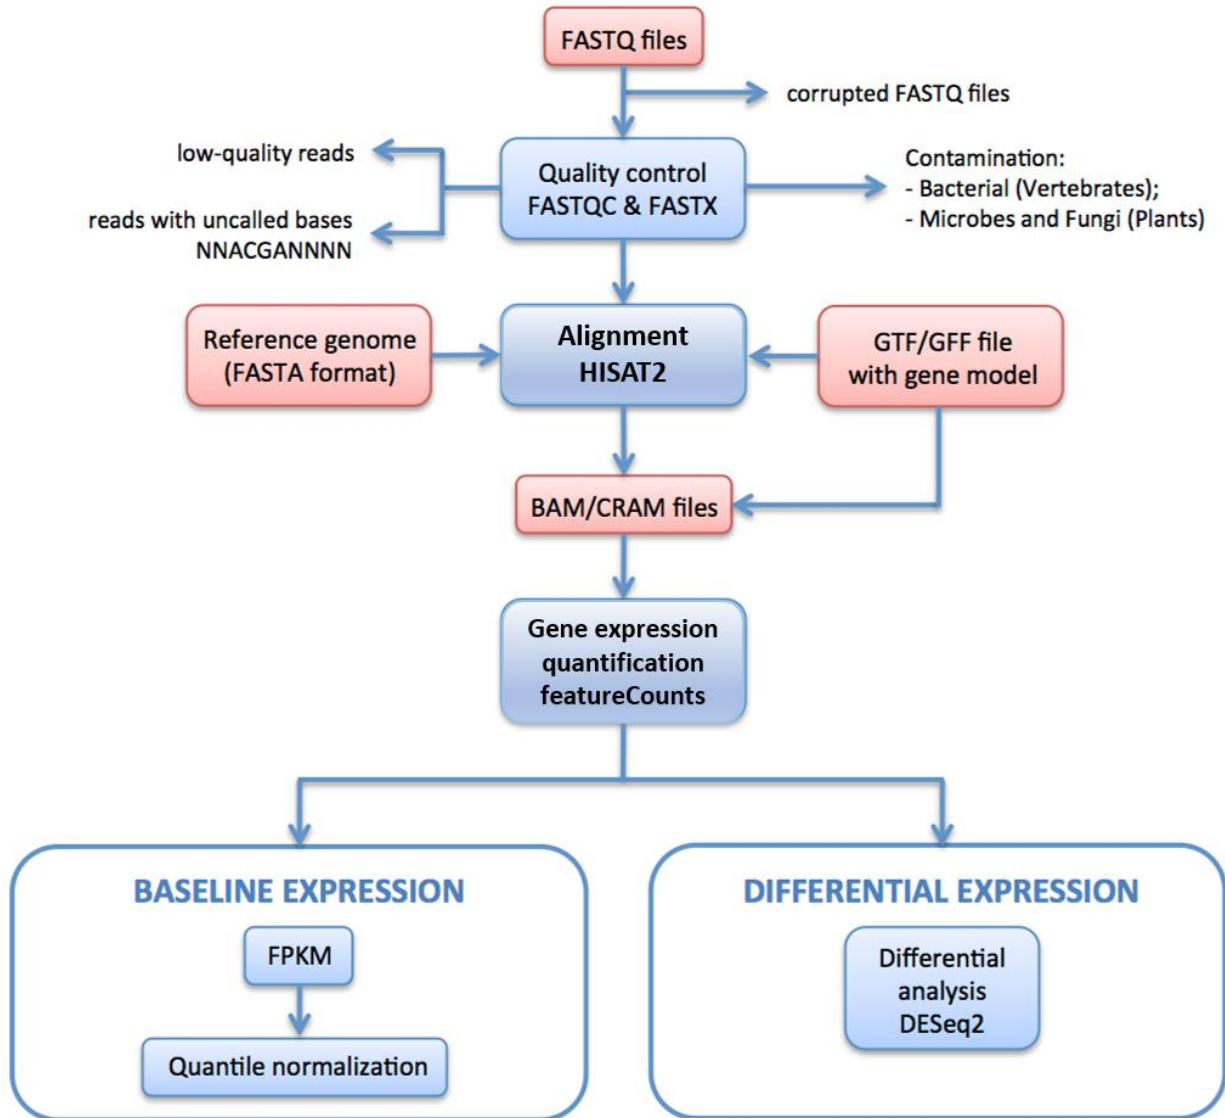 FASTQ files
corrupted FASTQ files
low-quality reads
reads with uncalled bases
NNACGANNNN
Quality control
FASTQC & FASTX
Contamination:
- Bacterial (Vertebrates);
- Microbes and Fungi (Plants)
Reference genome
(FASTA format)
Alignment
HISAT2
GTF/GFF file
with gene model
BAM/CRAM files
Gene expression
quantification
featureCounts
BASELINE EXPRESSION
FPKM
Quantile normalization
DIFFERENTIAL EXPRESSION
Differential
analysis
DESeq2